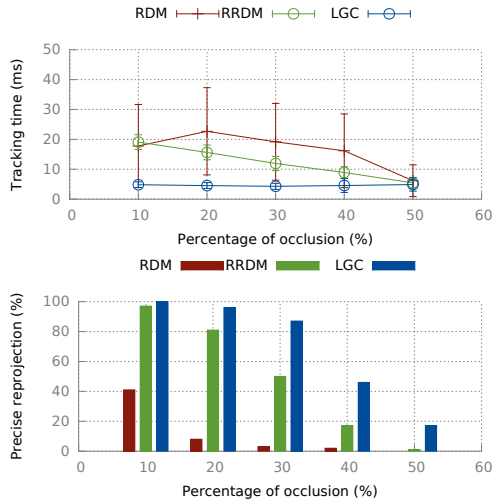 RDM RRDM LGC
Tracking time (ms)
50
40
30
20
10
0
0 10 20 30 40 50 60
Percentage of occlusion (%)
RDM RRDM LGC
Precise reprojection (%)
100
80
60
40
20
0
0 10 20 30 40 50 60
Percentage of occlusion (%)